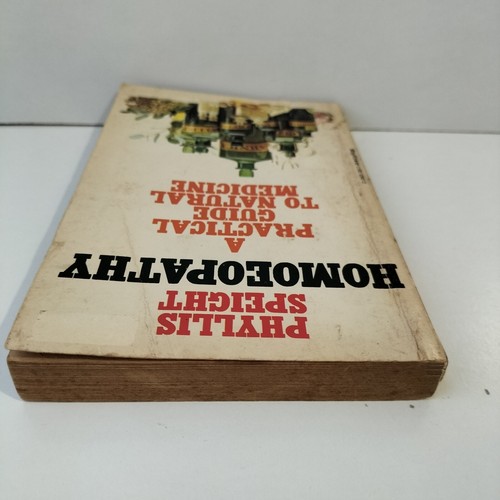 PHYLLIS
SPEIGHT
HOMOEOPATHY
A
PRACTICAL
GUIDE
TO NATURAL
MEDICINE